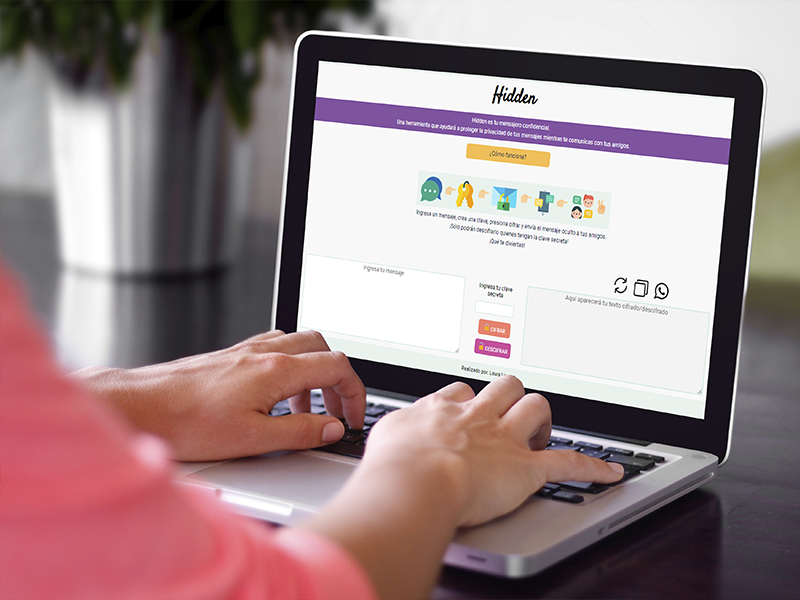 Hidden
Hidden es tu mensajero confidencial.
Una herramienta que ayudará a proteger la privacidad de tus mensajes mientras te comunicas con tus amigos.
¿Cómo funciona?
Ingresa un mensaje, crea una clave, presiona cifrar y envía el mensaje oculto a tus amigos.
¡Sólo podrán descifrarlo quienes tengan la clave secreta!
¡Qué te diviertas!
Ingresa tu mensaje
Ingresa tu clave
secreta
CIFRAR
DESCIFRAR
Aquí aparecerá tu texto cifrado/descifrado
Realizado por: Laura